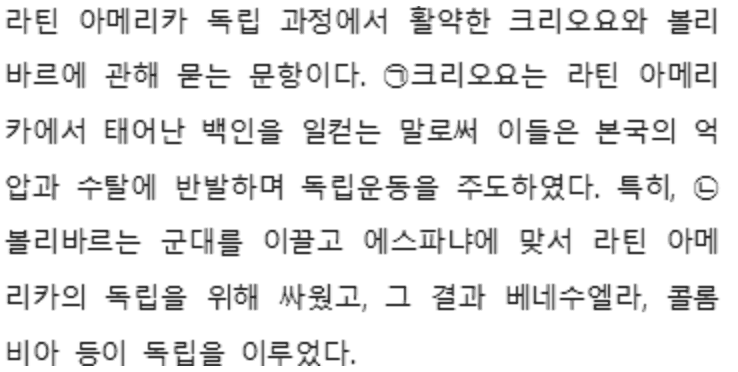 라틴 아메리카 독립 과정에서 활약한 크리오요와 볼리
바르에 관해 묻는 문항이다. ㉠크리오요는 라틴 아메리
카에서 태어난 백인을 일컫는 말로써 이들은 본국의 억
압과 수탈에 반발하며 독립운동을 주도하였다. 특히, ㉡
볼리바르는 군대를 이끌고 에스파냐에 맞서 라틴 아메
리카의 독립을 위해 싸웠고, 그 결과 베네수엘라, 콜롬
비아 등이 독립을 이루었다.